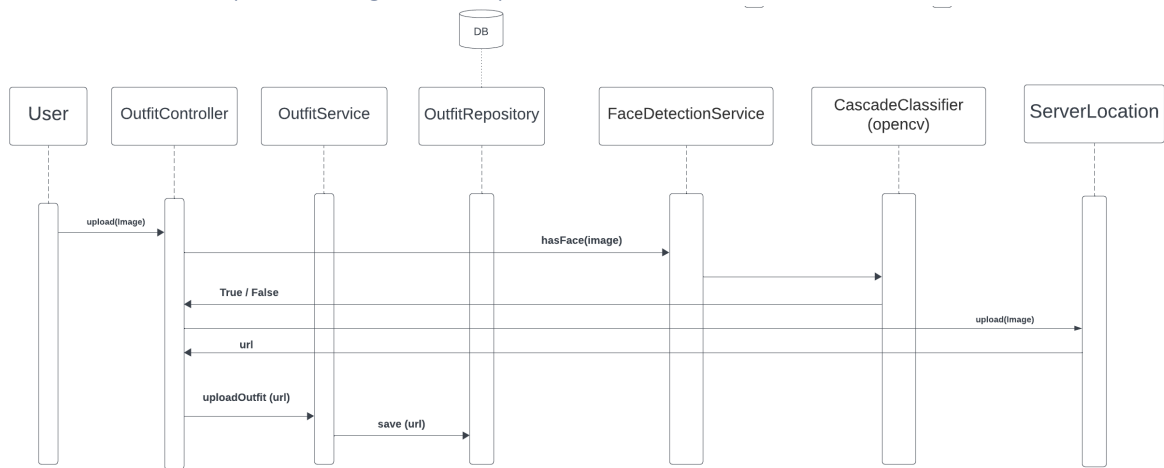 DB
User
OutfitController
OutfitService
OutfitRepository
FaceDetectionService
CascadeClassifier
(opencv)
ServerLocation
upload(Image)
hasFace(image)
True / False
upload(Image)
url
uploadOutfit (url)
save (url)